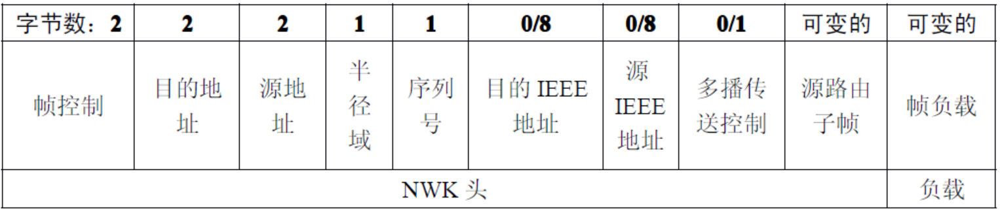 字节数：2 2 2 1 1 0/8 0/8 0/1 可变的 可变的
帧控制
目的地
址
源地
址
半
径
域
序列
号
目的 IEEE
地址
源
IEEE
地址
多播传
送控制
源路由
子帧
帧负载
NWK 头 负载